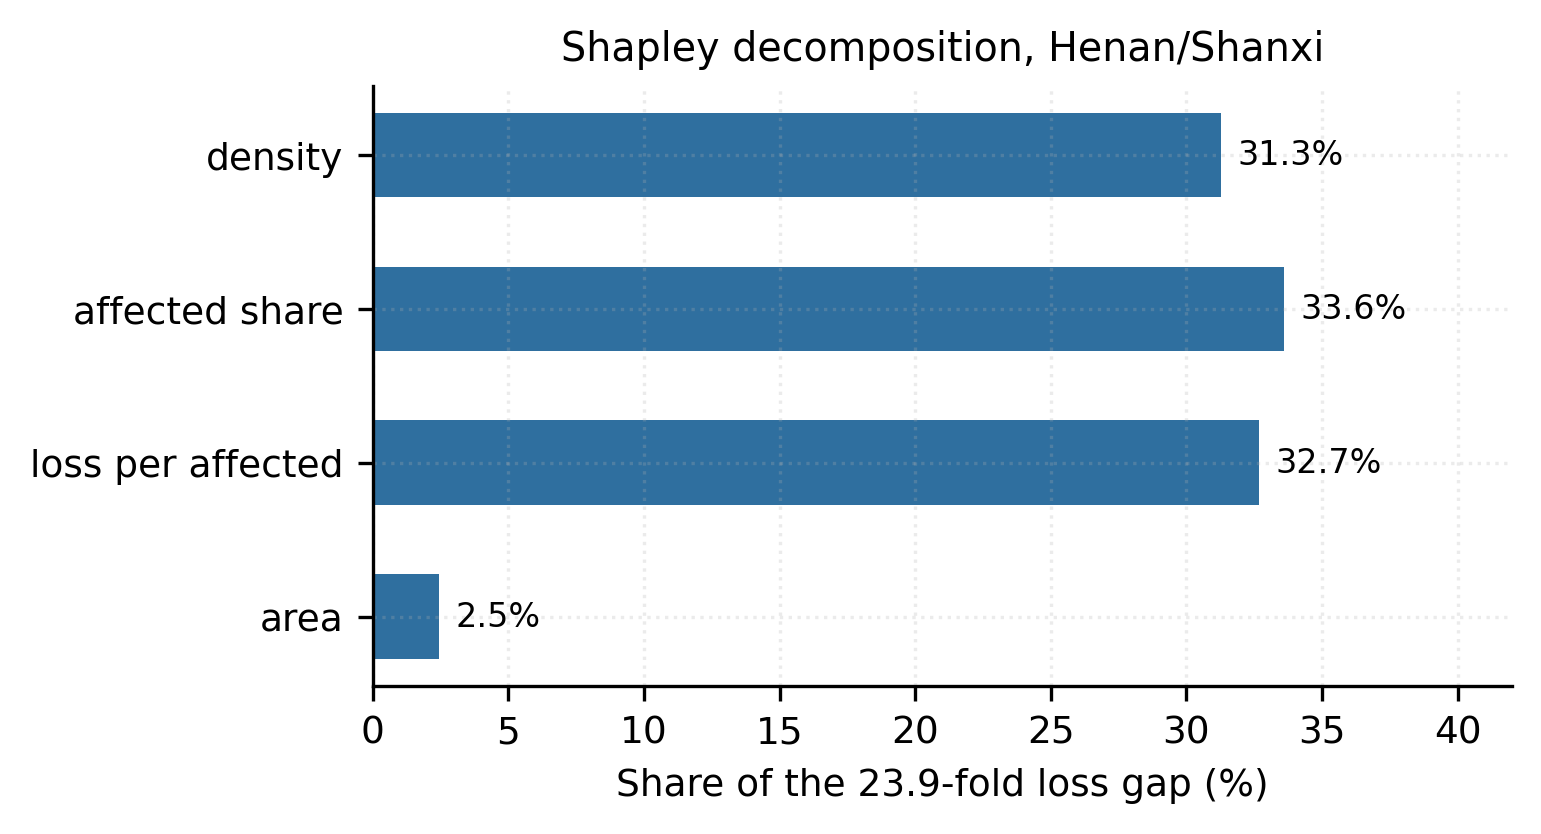 Shapley decomposition, Henan/Shanxi
density
31.3%
affected share
33.6%
loss per affected
32.7%
area
2.5%
0 5 10 15 20 25 30 35 40
Share of the 23.9-fold loss gap (%)